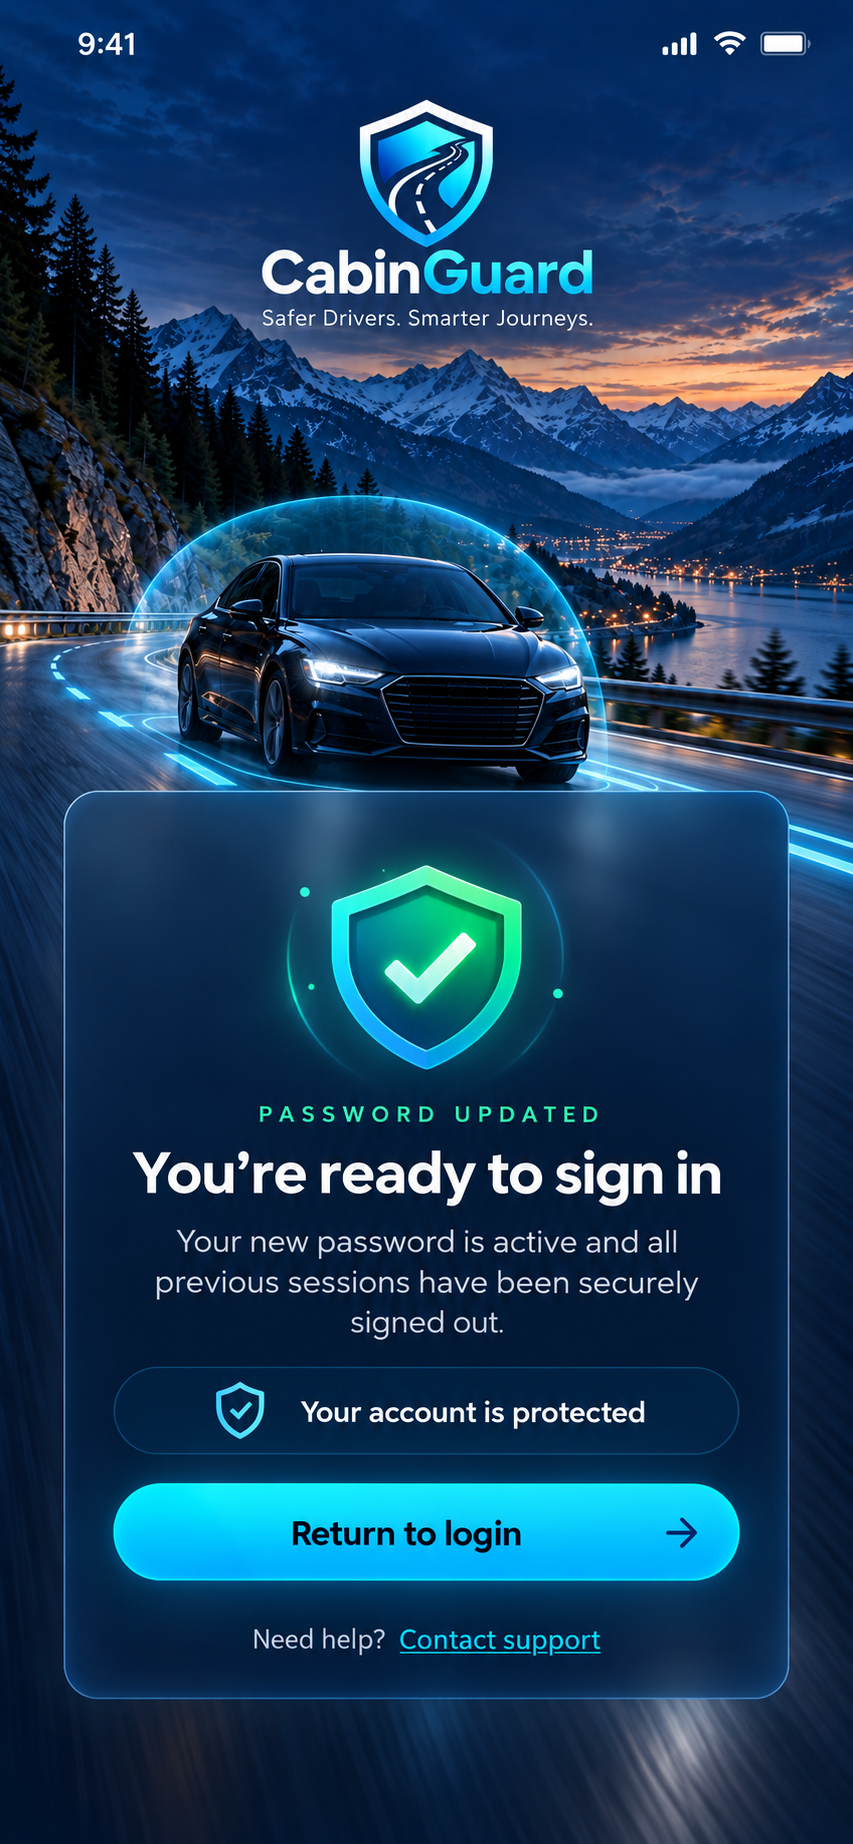 9:41
CabinGuard
Safer Drivers. Smarter Journeys.
PASSWORD UPDATED
You’re ready to sign in
Your new password is active and all
previous sessions have been securely
signed out.
Your account is protected
Return to login
Need help? Contact support